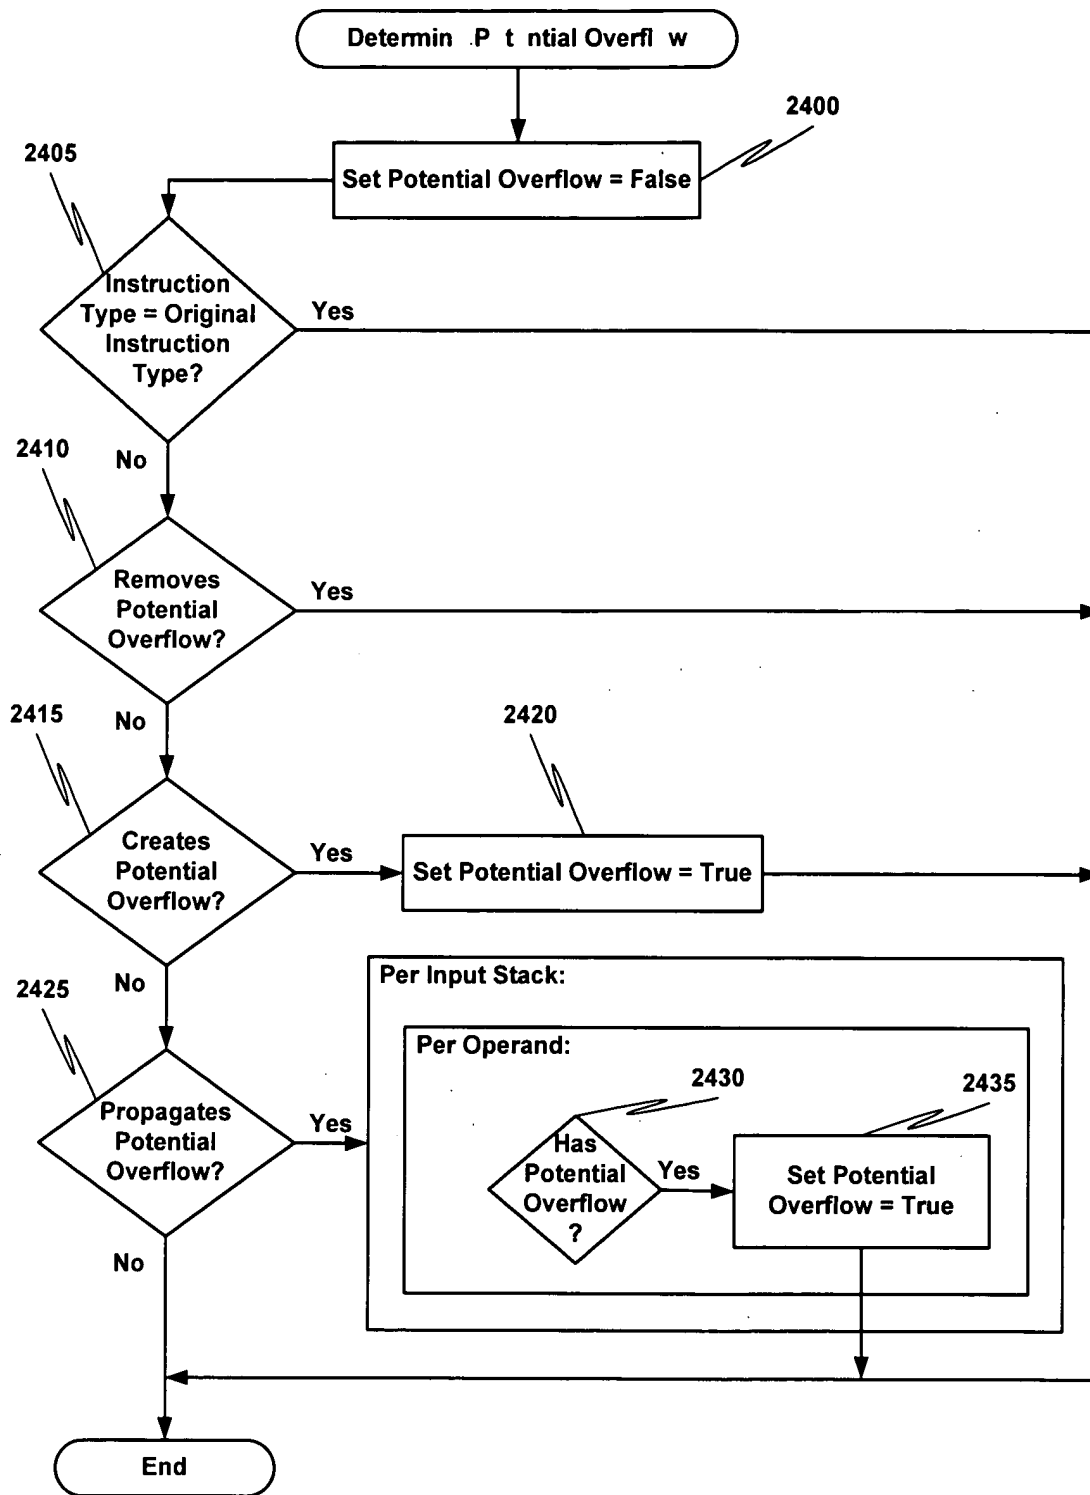 Determin .P t ntial Overfl w
2400
2405
Set Potential Overflow = False
Instruction
Type = Original
Instruction
Type?
Yes
No
2410
Removes
Potential
Overflow?
Yes
No
2415
2420
Creates
Potential
Overflow?
Yes
Set Potential Overflow = True
No
2425
Per Input Stack:
Per Operand:
2430
2435
Propagates
Potential
Overflow?
Yes
Has
Potential
Overflow
?
Yes
Set Potential
Overflow = True
No
End